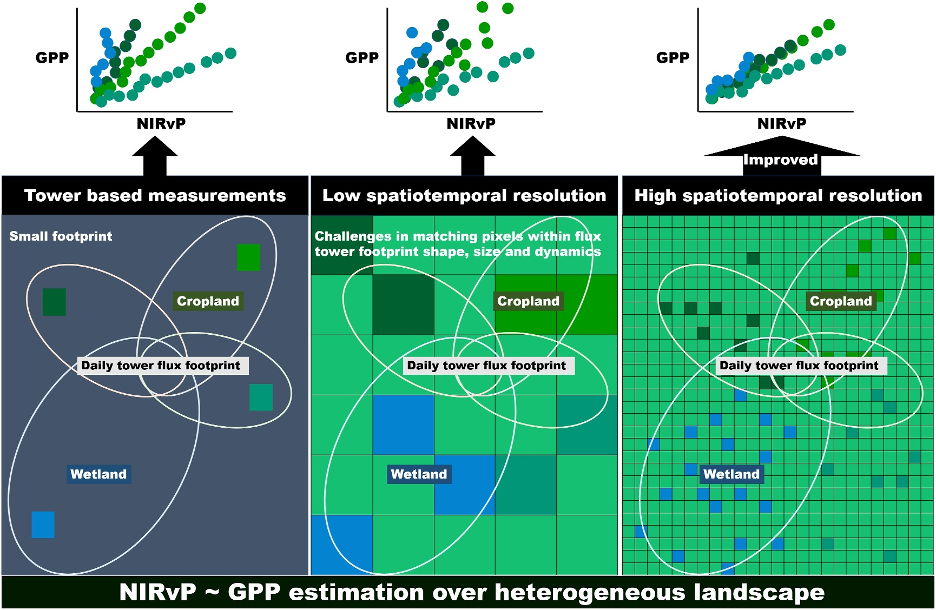 GPP
NIRvP
GPP
NIRvP
GPP
NIRvP
Improved
Tower based measurements
Low spatiotemporal resolution
High spatiotemporal resolution
Small footprint
Cropland
Daily tower flux footprint
Wetland
Challenges in matching pixels within flux
tower footprint shape, size and dynamics
Cropland
Daily tower flux footprint
Wetland
Cropland
Daily tower flux footprint
Wetland
NIRvP ~ GPP estimation over heterogeneous landscape